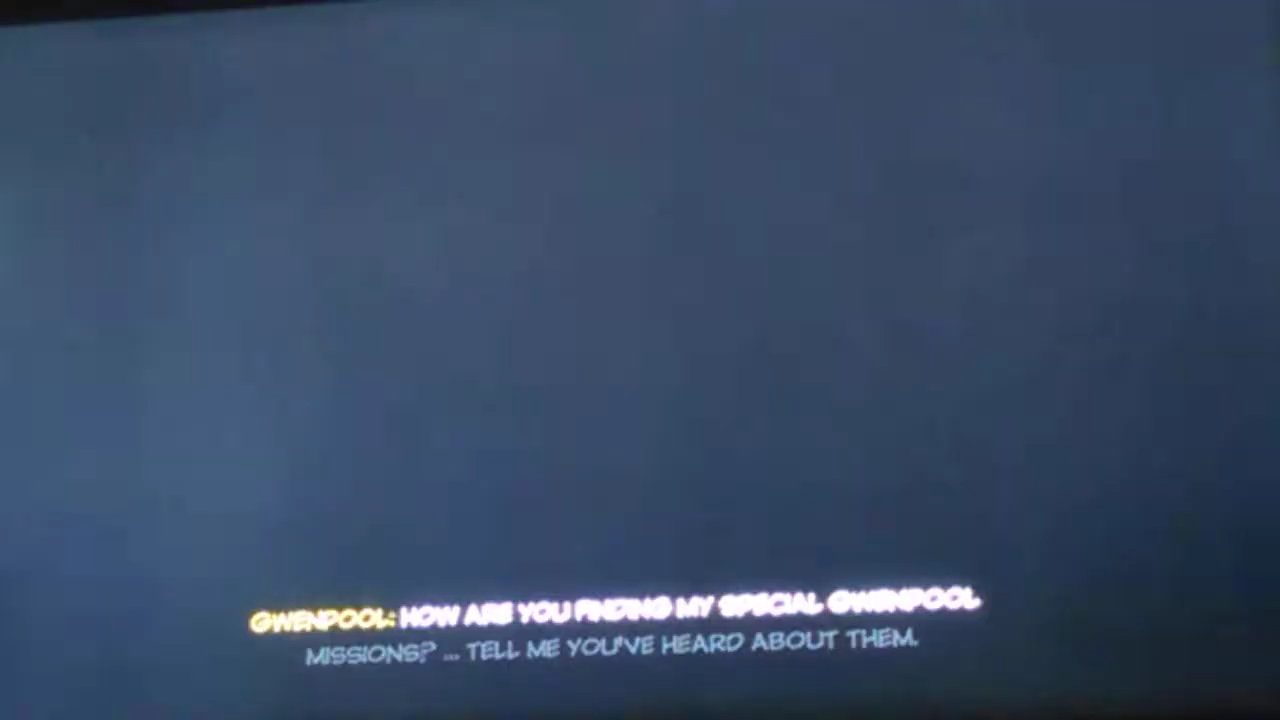 GWENPOOL: HOW ARE YOU FINDING MY SPECIAL GWENPOOL
MISSIONS? ... TELL ME YOU'VE HEARD ABOUT THEM.